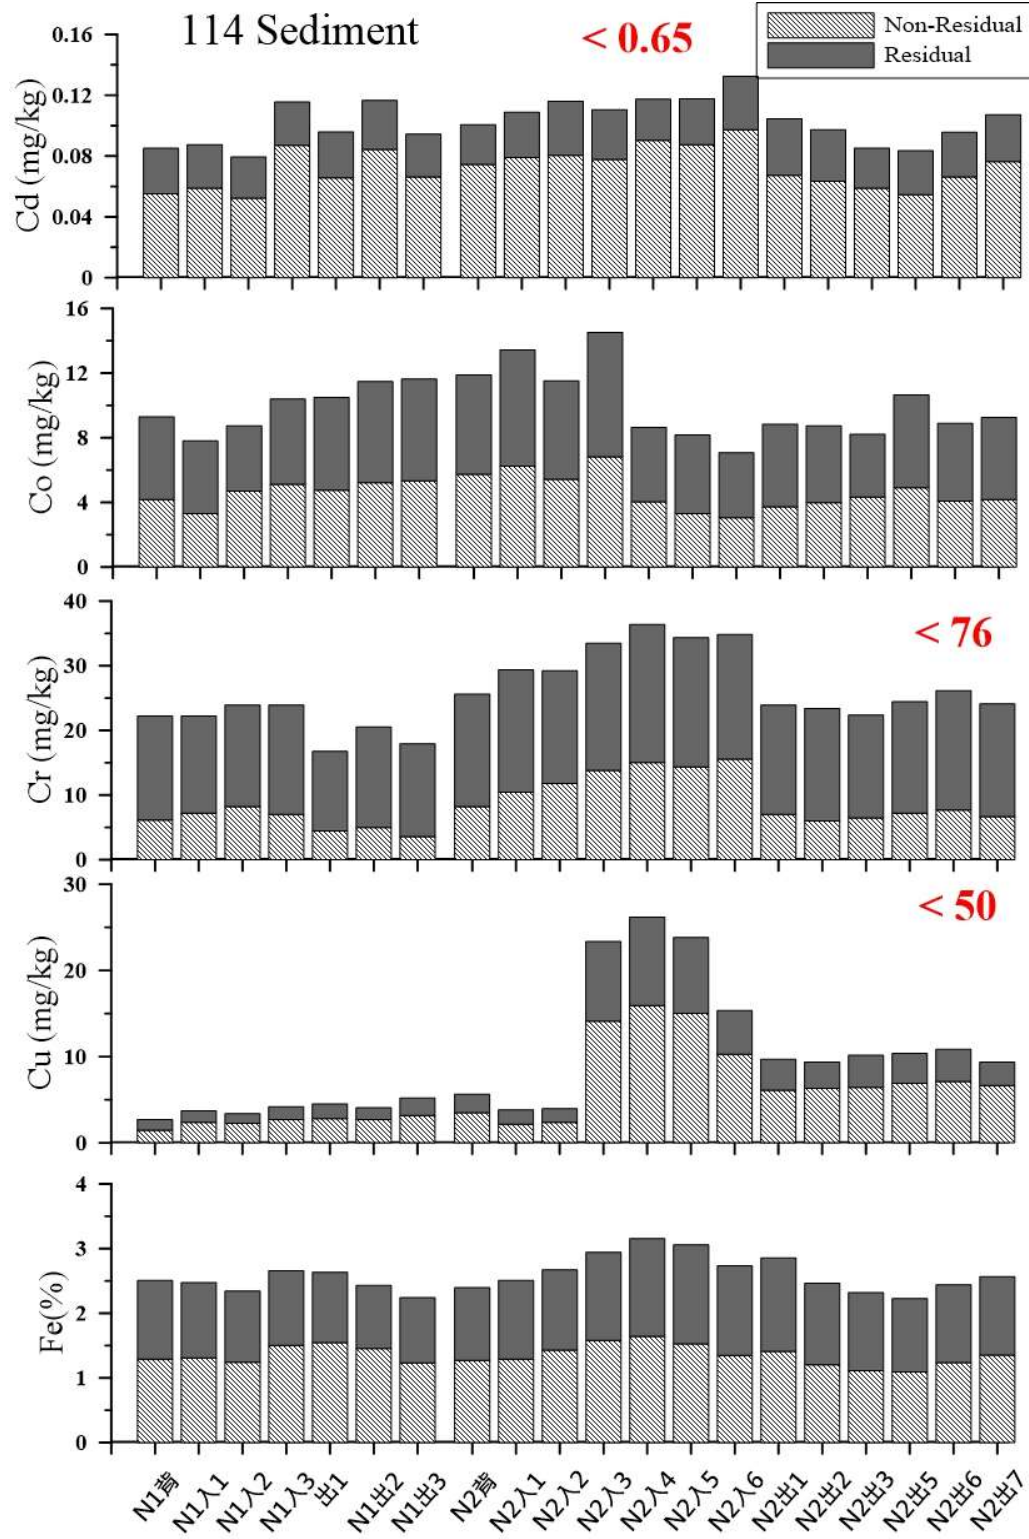 114 Sediment
< 0.65
Non-Residual
Residual
Cd (mg/kg)
0.16
0.12
0.08
0.04
0
Co (mg/kg)
16
12
8
4
0
Cr (mg/kg)
40
30
20
10
0
< 76
Cu (mg/kg)
30
20
10
0
< 50
Fe(%)
4
3
2
1
0
N1背
N1入1
N1入2
N1入3
出1
N1出2
N1出3
N2背
N2入1
N2入2
N2入3
N2入4
N2入5
N2入6
N2出1
N2出2
N2出3
N2出5
N2出6
N2出7